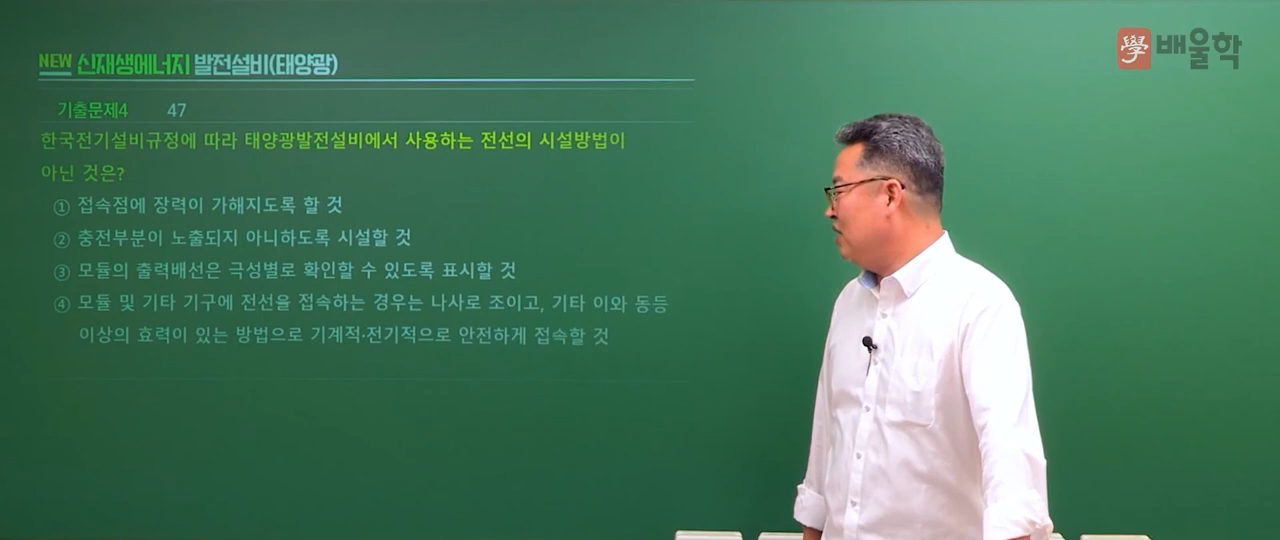 NEW 신재생에너지 발전설비(태양광)
學 배울학
기출문제4 47
한국전기설비규정에 따라 태양광발전설비에서 사용하는 전선의 시설방법이
아닌 것은?
① 접속점에 장력이 가해지도록 할 것
② 충전부분이 노출되지 아니하도록 시설할 것
③ 모듈의 출력배선은 극성별로 확인할 수 있도록 표시할 것
④ 모듈 및 기타 기구에 전선을 접속하는 경우는 나사로 조이고, 기타 이와 동등
이상의 효력이 있는 방법으로 기계적·전기적으로 안전하게 접속할 것